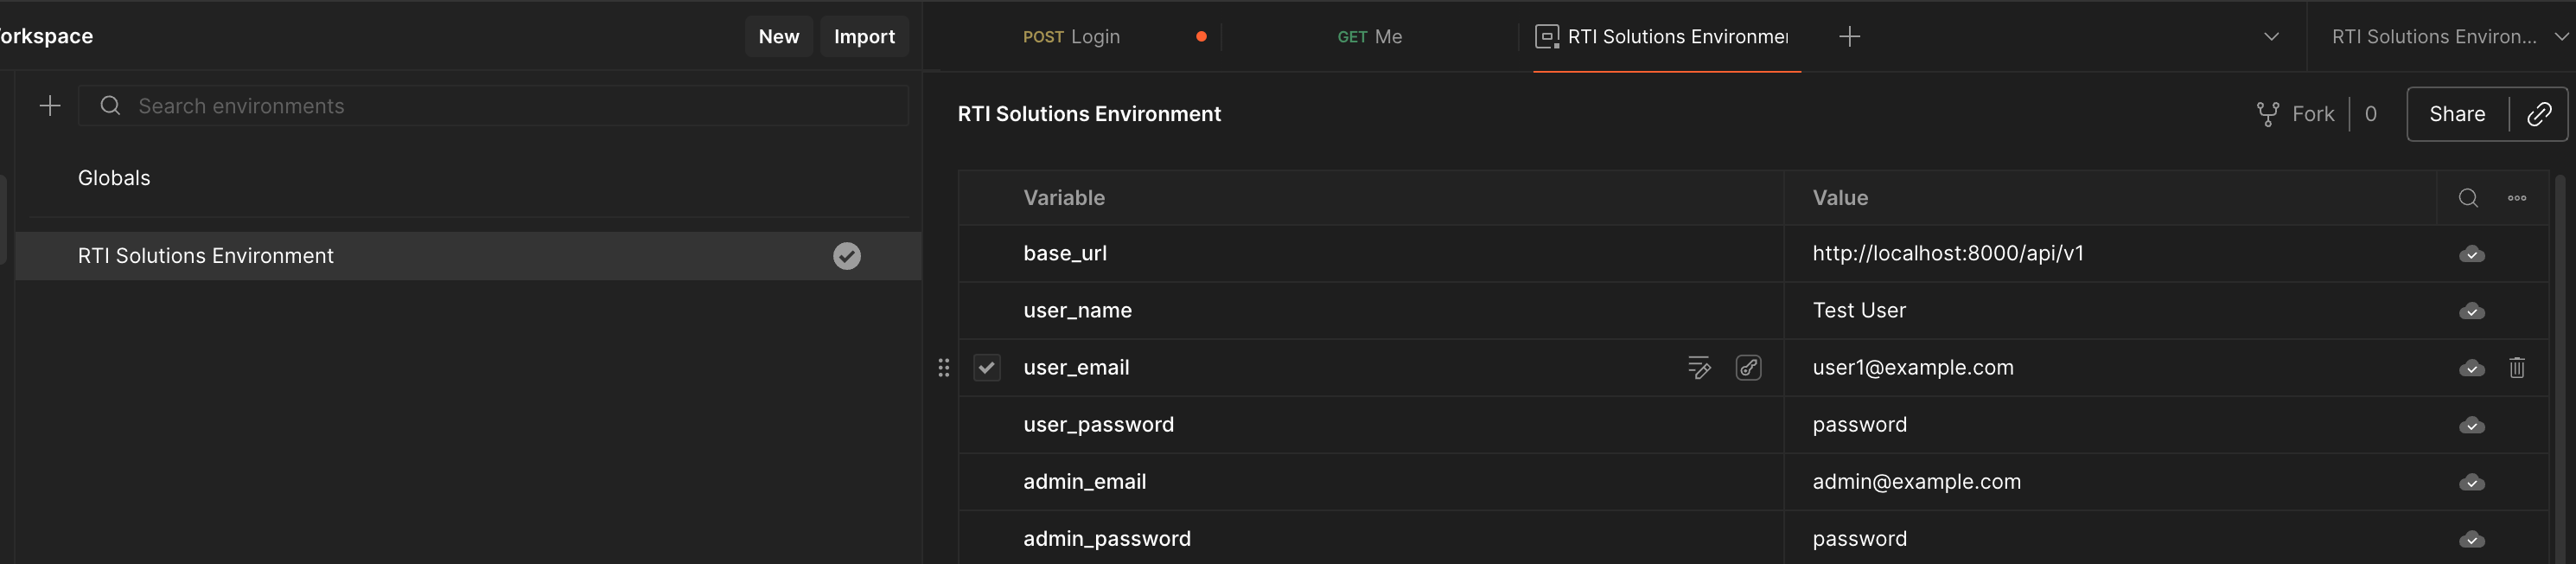 orkspace
New
Import
POST Login
GET Me
RTI Solutions Environme
RTI Solutions Environ...
Search environments
Globals
RTI Solutions Environment
RTI Solutions Environment
Fork
0
Share
Variable
Value
base_url
http://localhost:8000/api/v1
user_name
Test User
user_email
user1@example.com
user_password
password
admin_email
admin@example.com
admin_password
password